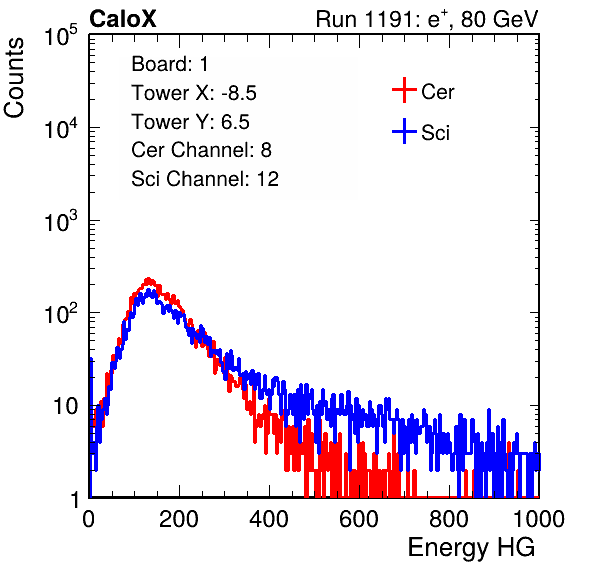 CaloX Run 1191: e⁺, 80 GeV
Board: 1
Tower X: -8.5
Tower Y: 6.5
Cer Channel: 8
Sci Channel: 12
Cer
Sci
Counts
10⁵
10⁴
10³
10²
10
1
0 200 400 600 800 1000
Energy HG